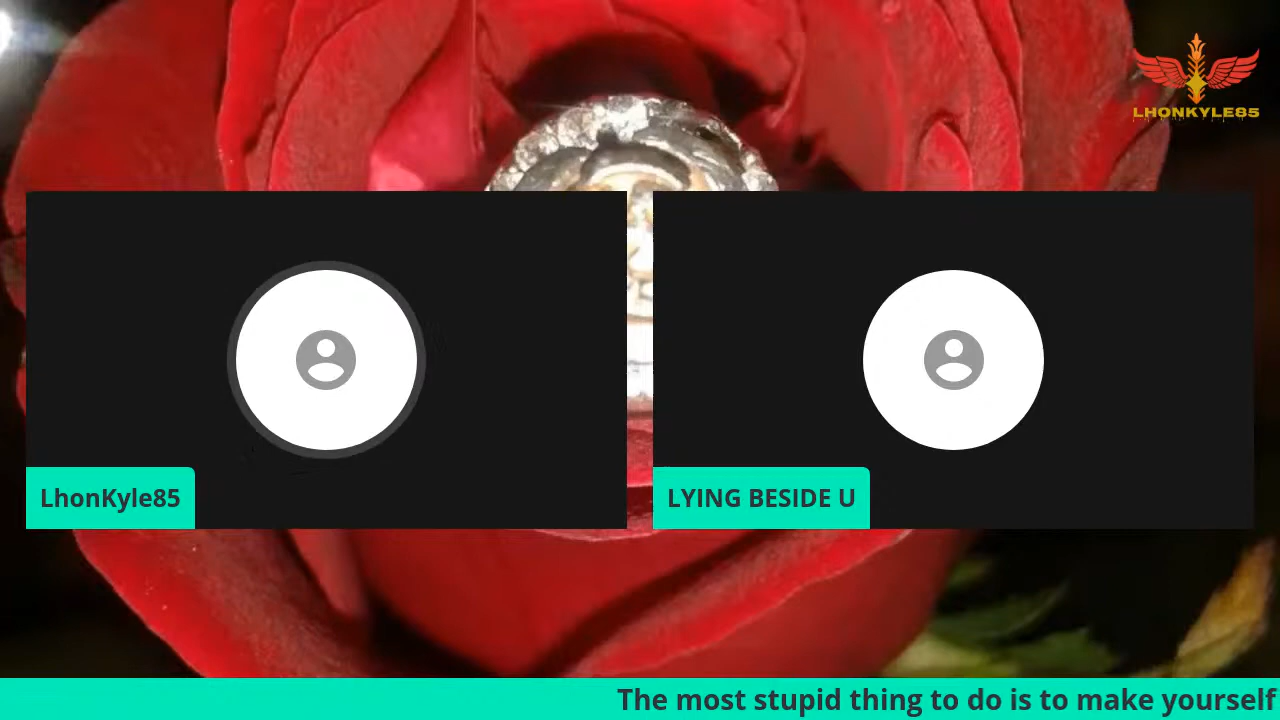 LHONKYLE85
LhonKyle85
LYING BESIDE U
The most stupid thing to do is to make yourself